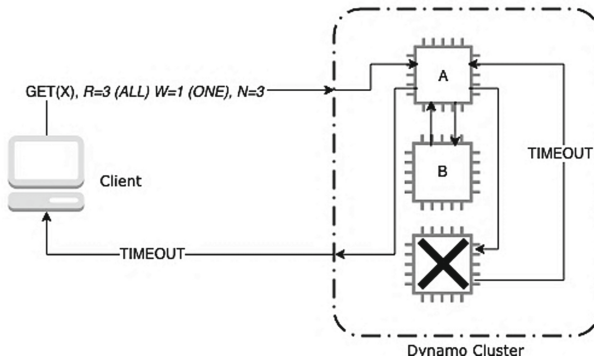 GET(X), R=3 (ALL) W=1 (ONE), N=3
A
TIMEOUT
B
Client
TIMEOUT
Dynamo Cluster